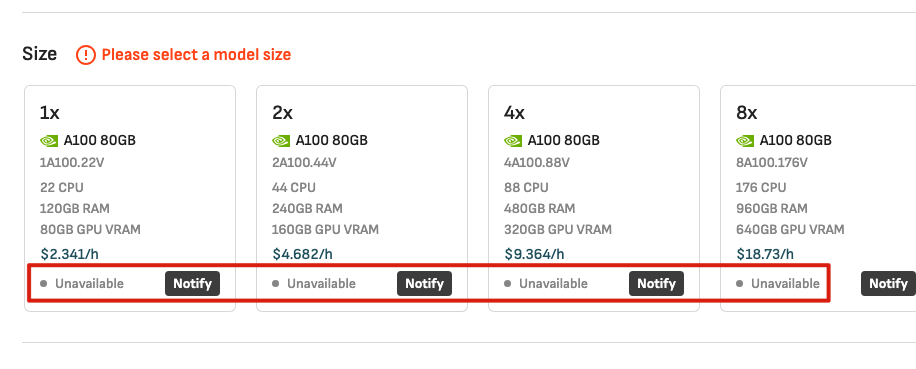 Size
Please select a model size
1x
A100 80GB
1A100.22V
22 CPU
120GB RAM
80GB GPU VRAM
$2.341/h
Unavailable
Notify
2x
A100 80GB
2A100.44V
44 CPU
240GB RAM
160GB GPU VRAM
$4.682/h
Unavailable
Notify
4x
A100 80GB
4A100.88V
88 CPU
480GB RAM
320GB GPU VRAM
$9.364/h
Unavailable
Notify
8x
A100 80GB
8A100.176V
176 CPU
960GB RAM
640GB GPU VRAM
$18.73/h
Unavailable
Notify